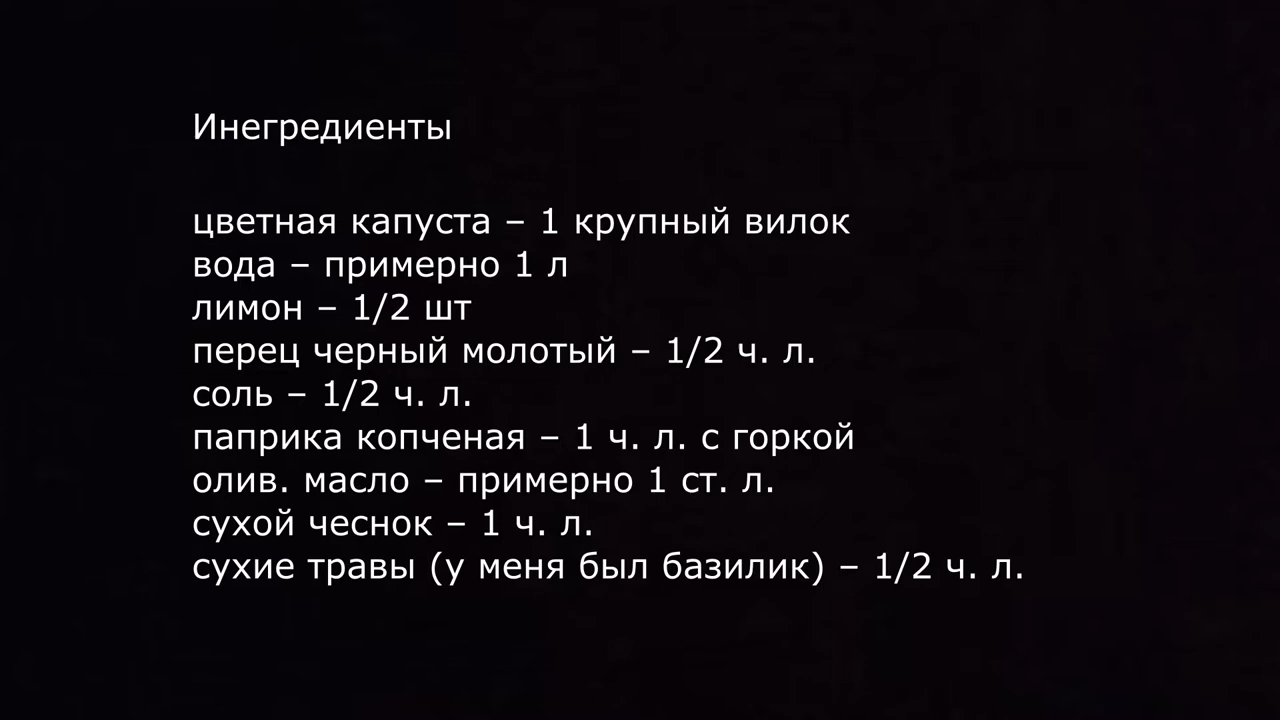 Инегредиенты
цветная капуста – 1 крупный вилок
вода – примерно 1 л
лимон – 1/2 шт
перец черный молотый – 1/2 ч. л.
соль – 1/2 ч. л.
паприка копченая – 1 ч. л. с горкой
олив. масло – примерно 1 ст. л.
сухой чеснок – 1 ч. л.
сухие травы (у меня был базилик) – 1/2 ч. л.